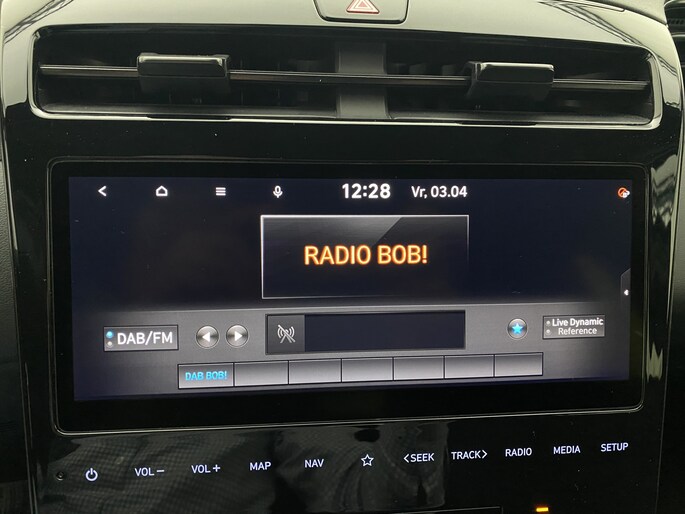 12:28 Vr, 03.04
RADIO BOB!
DAB/FM
Live Dynamic
Reference
DAB BOB!
VOL− VOL+ MAP NAV <SEEK TRACK> RADIO MEDIA SETUP